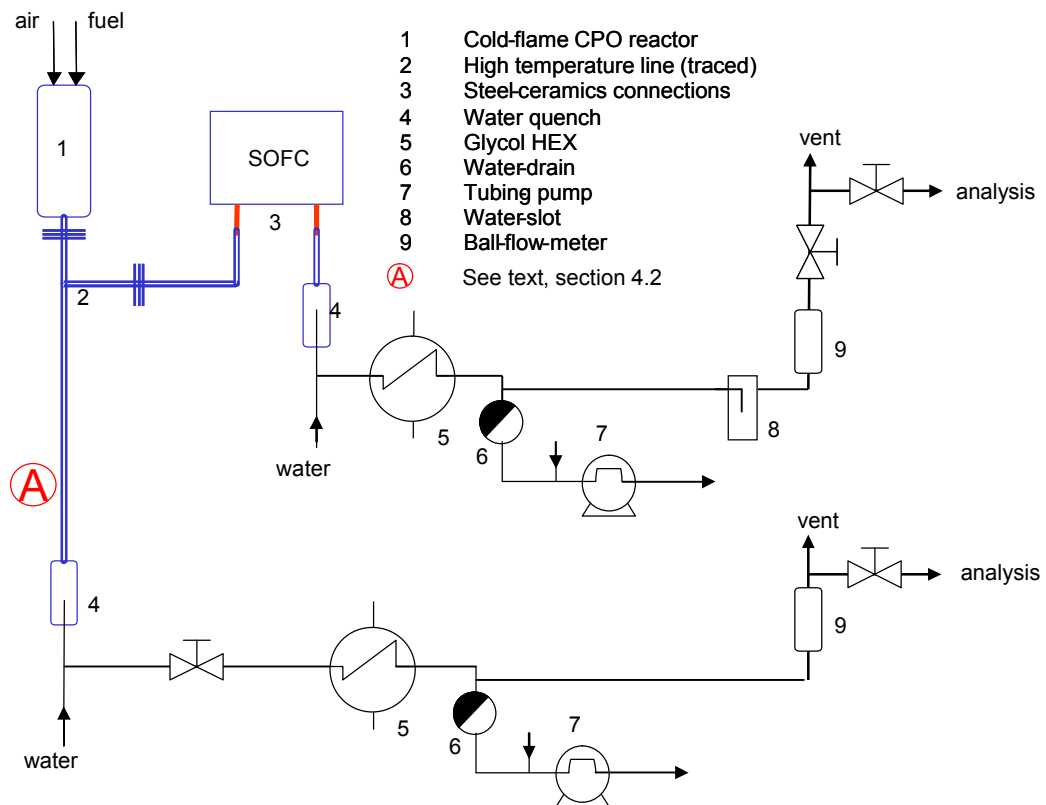 air fuel
1 Cold-flame CPO reactor
2 High temperature line (traced)
3 Steel-ceramics connections
4 Water quench
5 Glycol HEX
6 Water-drain
7 Tubing pump
8 Water-slot
9 Ball-flow-meter
A See text, section 4.2
1
SOFC
3
2
vent
analysis
4
9
5
6
7
8
water
A
vent
analysis
4
9
5
6
7
water